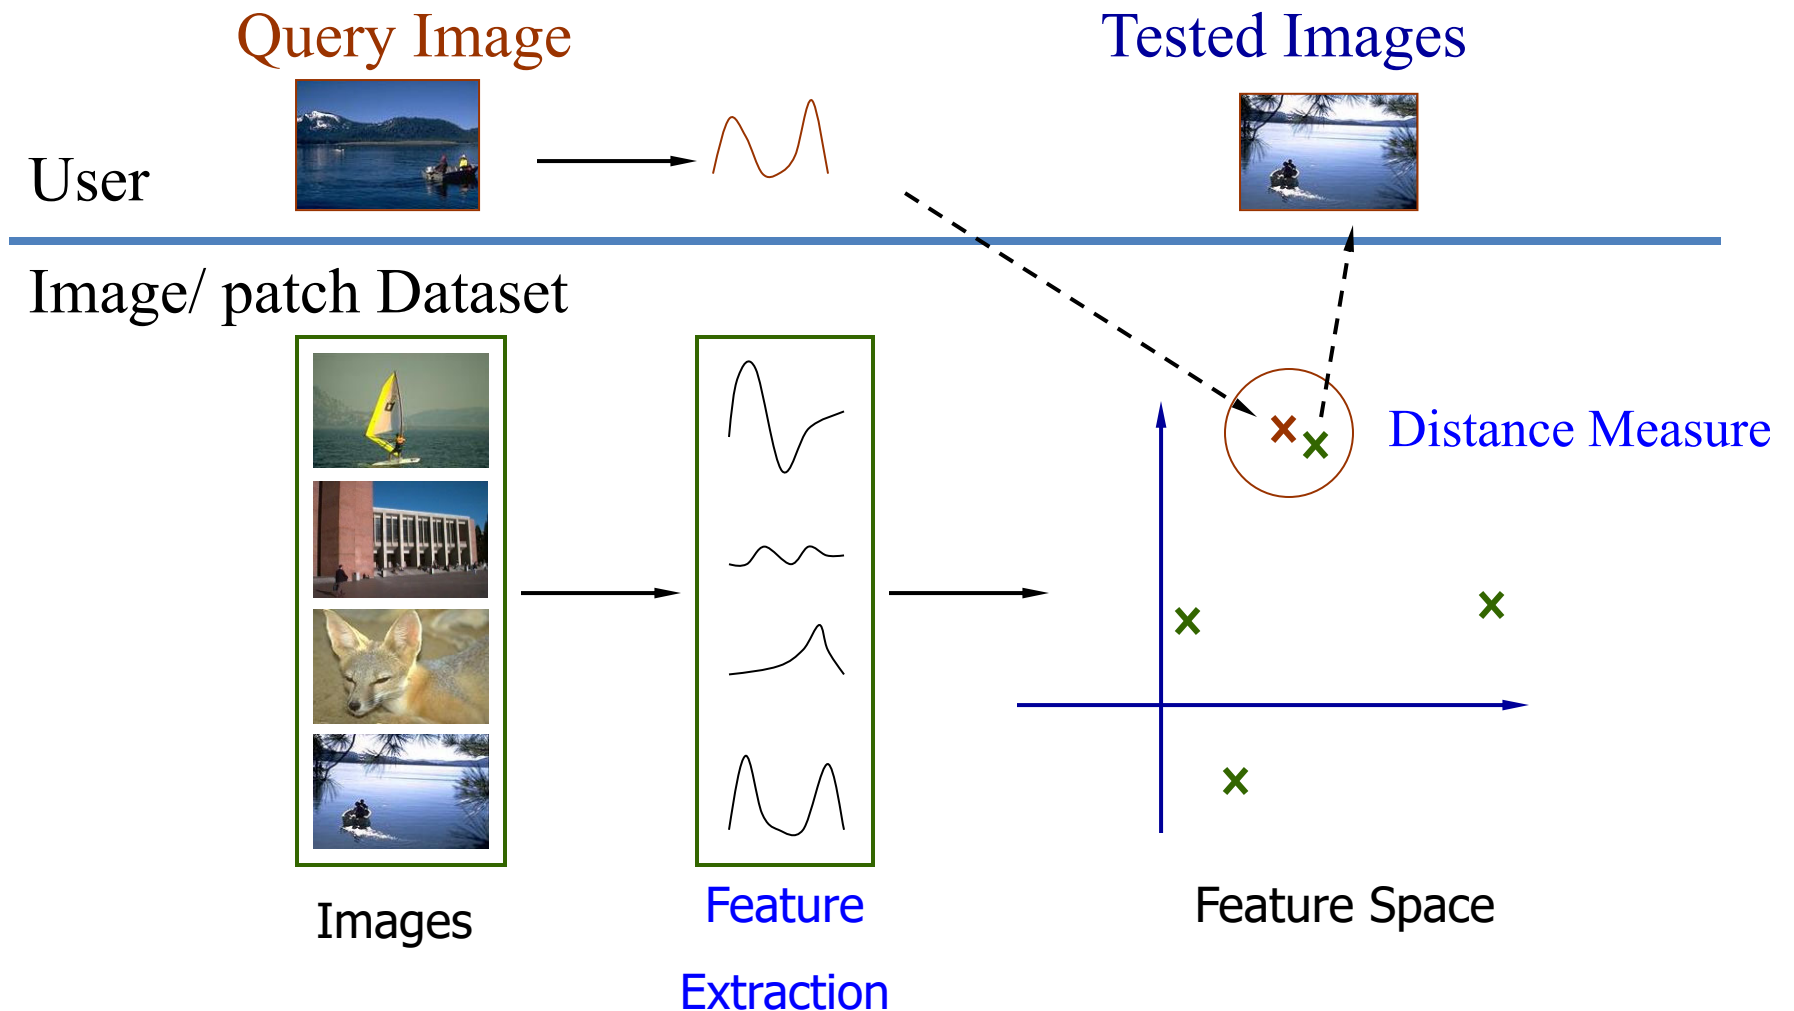 Query Image
Tested Images
User
Image/ patch Dataset
Distance Measure
Images
Feature
Extraction
Feature Space